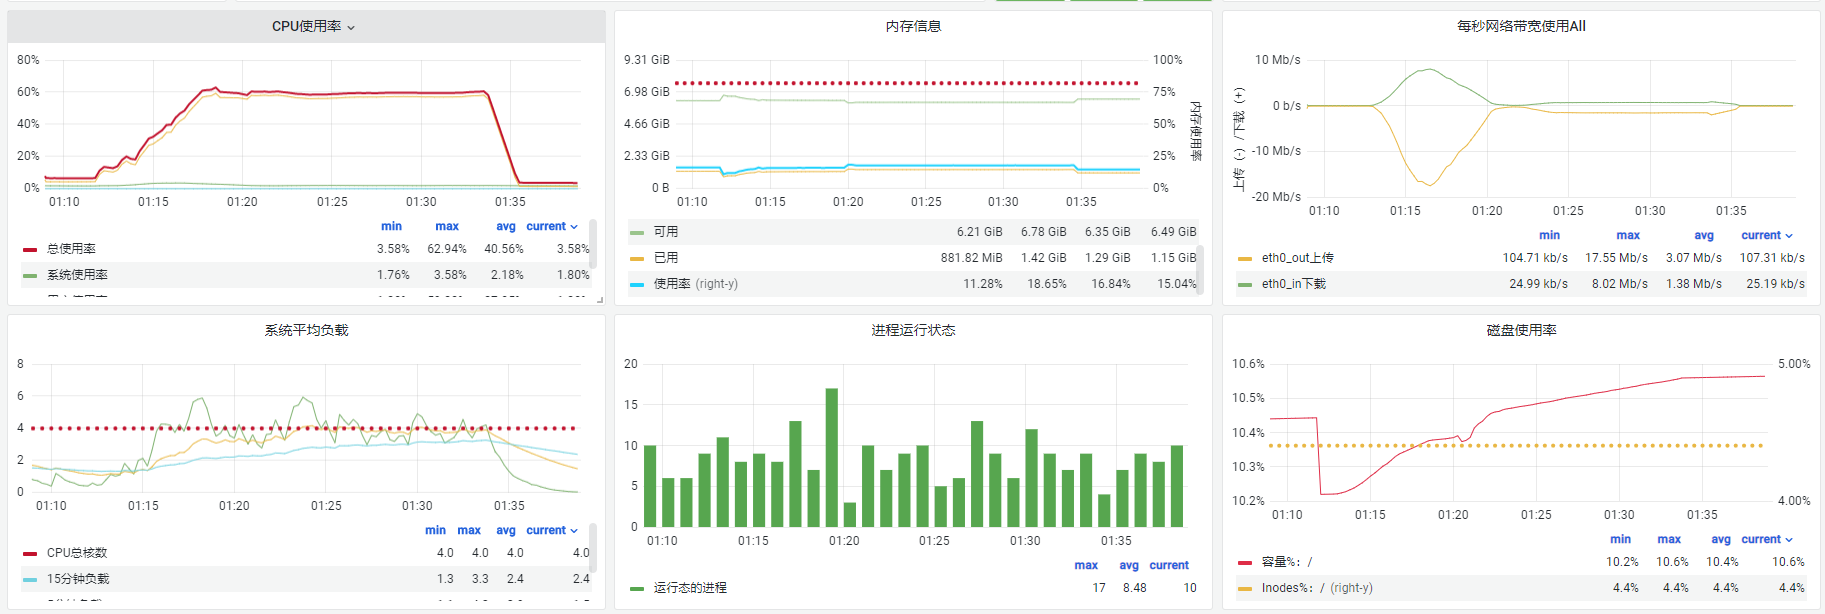 CPU使用率
80%
60%
40%
20%
0%
01:10 01:15 01:20 01:25 01:30 01:35
min max avg current
总使用率 3.58% 62.94% 40.56% 3.58%
系统使用率 1.76% 3.58% 2.18% 1.80%
内存信息
9.31 GiB 100%
6.98 GiB 75%
4.66 GiB 50%
2.33 GiB 25%
0 B 0%
内存使用率
01:10 01:15 01:20 01:25 01:30 01:35
可用 6.21 GiB 6.78 GiB 6.35 GiB 6.49 GiB
已用 881.82 MiB 1.42 GiB 1.29 GiB 1.15 GiB
使用率 (right-y) 11.28% 18.65% 16.84% 15.04%
每秒网络带宽使用All
上传 (-) /下载 (+)
10 Mb/s
0 b/s
-10 Mb/s
-20 Mb/s
01:10 01:15 01:20 01:25 01:30 01:35
min max avg current
eth0_out上传 104.71 kb/s 17.55 Mb/s 3.07 Mb/s 107.31 kb/s
eth0_in下载 24.99 kb/s 8.02 Mb/s 1.38 Mb/s 25.19 kb/s
系统平均负载
8
6
4
2
0
01:10 01:15 01:20 01:25 01:30 01:35
min max avg current
CPU总核数 4.0 4.0 4.0 4.0
15分钟负载 1.3 3.3 2.4 2.4
进程运行状态
20
15
10
5
0
01:10 01:15 01:20 01:25 01:30 01:35
max avg current
运行态的进程 17 8.48 10
磁盘使用率
10.6% 5.00%
10.5%
10.4%
10.3%
10.2% 4.00%
01:10 01:15 01:20 01:25 01:30 01:35
min max avg current
容量%: / 10.2% 10.6% 10.4% 10.6%
Inodes%: / (right-y) 4.4% 4.4% 4.4% 4.4%